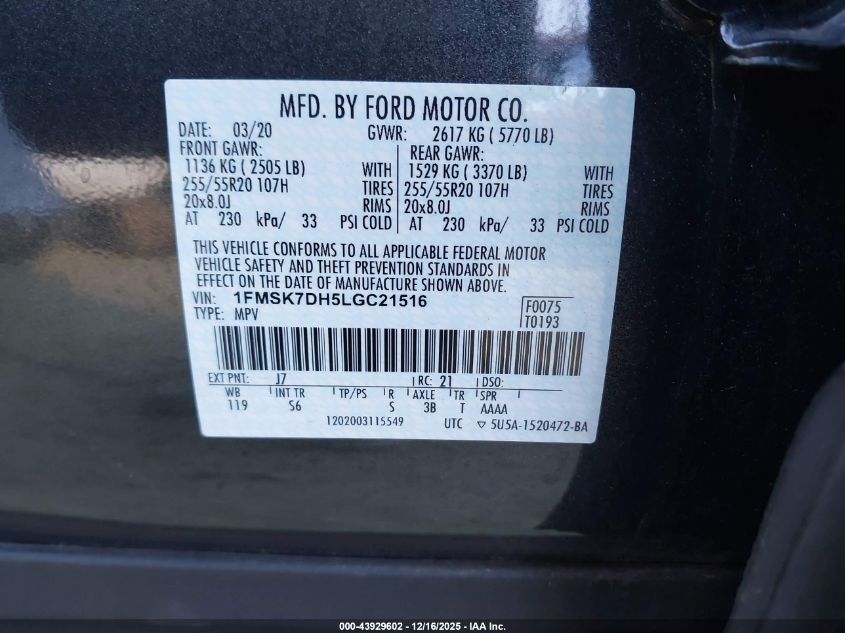 MFD. BY FORD MOTOR CO.
DATE: 03/20 GVWR: 2617 KG ( 5770 LB)
FRONT GAWR: REAR GAWR:
1136 KG ( 2505 LB) WITH 1529 KG ( 3370 LB) WITH
255/55R20 107H TIRES 255/55R20 107H TIRES
20x8.0J RIMS 20x8.0J RIMS
AT 230 kPa/ 33 PSI COLD AT 230 kPa/ 33 PSI COLD
THIS VEHICLE CONFORMS TO ALL APPLICABLE FEDERAL MOTOR
VEHICLE SAFETY AND THEFT PREVENTION STANDARDS IN
EFFECT ON THE DATE OF MANUFACTURE SHOWN ABOVE.
VIN: 1FMSK7DH5LGC21516 F0075
TYPE: MPV T0193
EXT PNT: J7 RC: 21 DSO:
WB INT TR TP/PS R AXLE TR SPR
119 S6 S 3B T AAAA
1202003115549 UTC ▽ 5U5A-1520472-BA
000-43929602 - 12/16/2025 - IAA Inc.